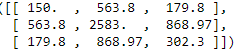 ([[ 150. , 563.8 , 179.8 ],
[ 563.8 , 2583. , 868.97],
[ 179.8 , 868.97, 302.3 ]])